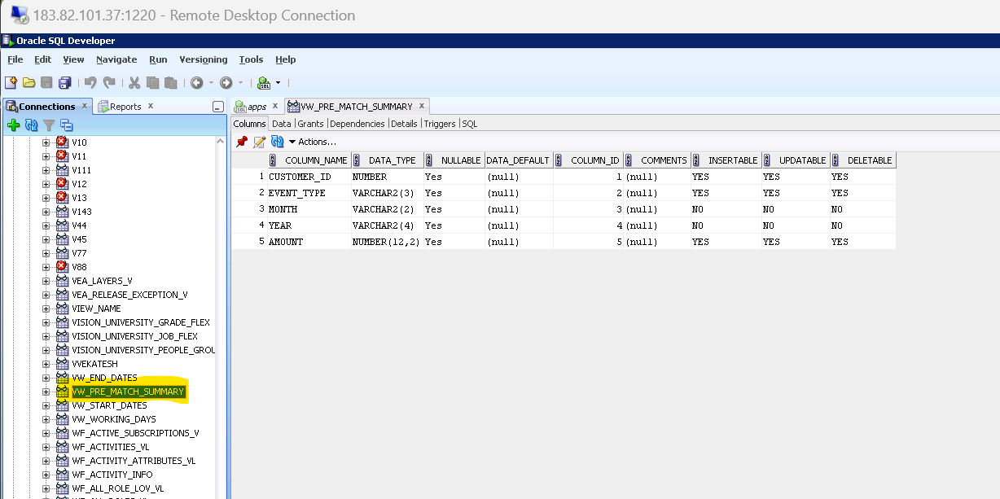 183.82.101.37:1220 - Remote Desktop Connection
Oracle SQL Developer
File Edit View Navigate Run Versigning Tools Help
Connections Reports
V10
V11
V111
V12
V13
V143
V44
V45
V77
V88
VEA_LAYERS_V
VEA_RELEASE_EXCEPTION_V
VIEW_NAME
VISION_UNIVERSITY_GRADE_FLEX
VISION_UNIVERSITY_JOB_FLEX
VISION_UNIVERSITY_PEOPLE_GROU
VVEKATESH
VW_END_DATES
VW_PRE_MATCH_SUMMARY
VW_START_DATES
VW_WORKING_DAYS
WF_ACTIVE_SUBSCRIPTIONS_V
WF_ACTIVITIES_VL
WF_ACTIVITY_ATTRIBUTES_VL
WF_ACTIVITY_INFO
WF_ALL_ROLE_LOV_VL
apps VW_PRE_MATCH_SUMMARY
Columns Data Grants Dependencies Details Triggers SQL
Actions...
COLUMN_NAME DATA_TYPE NULLABLE DATA_DEFAULT COLUMN_ID COMMENTS INSERTABLE UPDATABLE DELETABLE
1 CUSTOMER_ID NUMBER Yes (null) 1 (null) YES YES YES
2 EVENT_TYPE VARCHAR2(3) Yes (null) 2 (null) YES YES YES
3 MONTH VARCHAR2(2) Yes (null) 3 (null) NO NO NO
4 YEAR VARCHAR2(4) Yes (null) 4 (null) NO NO NO
5 AMOUNT NUMBER(12,2) Yes (null) 5 (null) YES YES YES